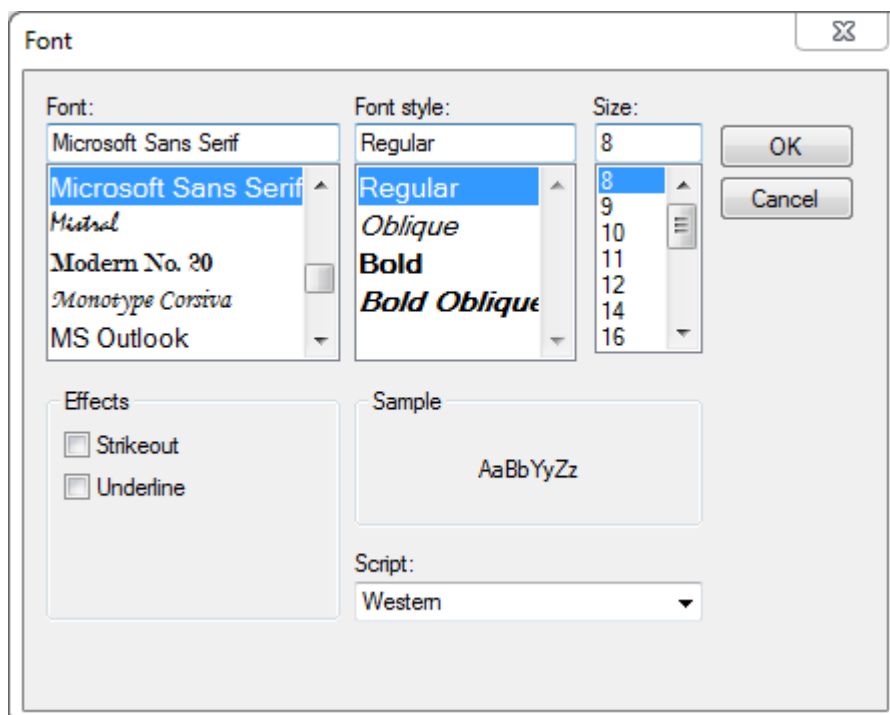 Font
Font:
Font style:
Size:
Microsoft Sans Serif
Regular
8
OK
Cancel
Microsoft Sans Serif
Mistral
Modern No. 20
Monotype Corsiva
MS Outlook
Regular
Oblique
Bold
Bold Oblique
8
9
10
11
12
14
16
Effects
Strikeout
Underline
Sample
AaBbYyZz
Script:
Western